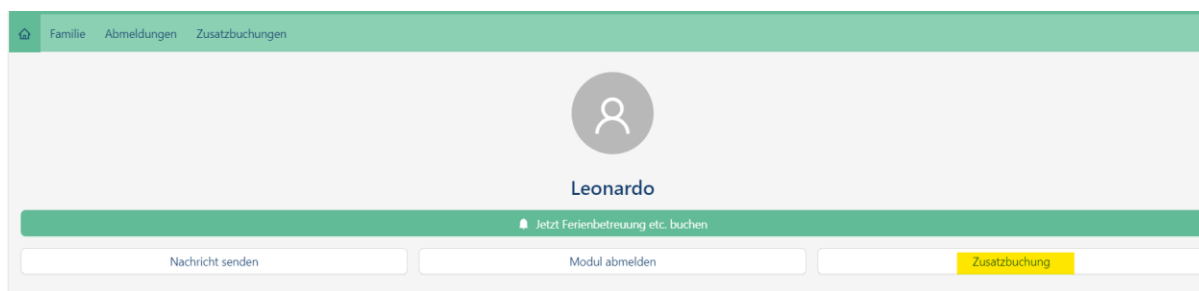 Familie Abmeldungen Zusatzbuchungen
Leonardo
Jetzt Ferienbetreuung etc. buchen
Nachricht senden Modul abmelden Zusatzbuchung